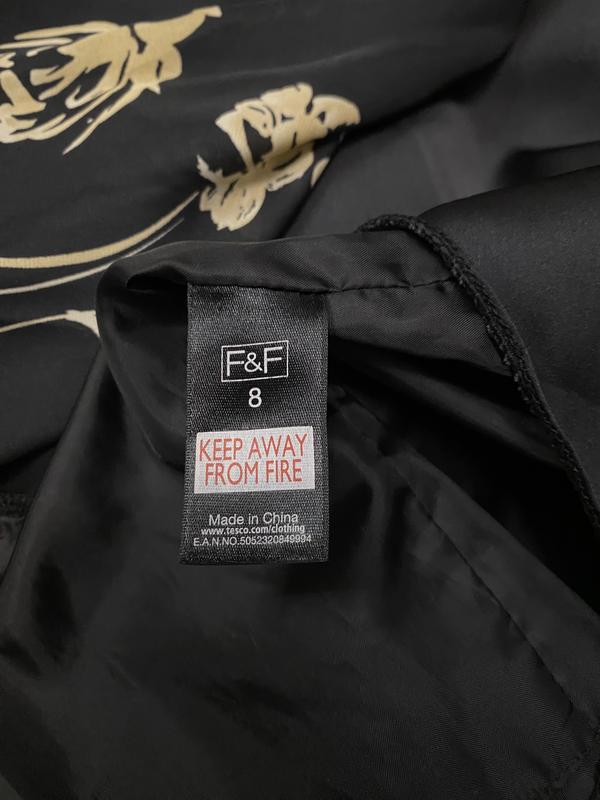 F&F
8
KEEP AWAY
FROM FIRE
Made in China
www.tesco.com/clothing
E.A.N.NO.5052320849994